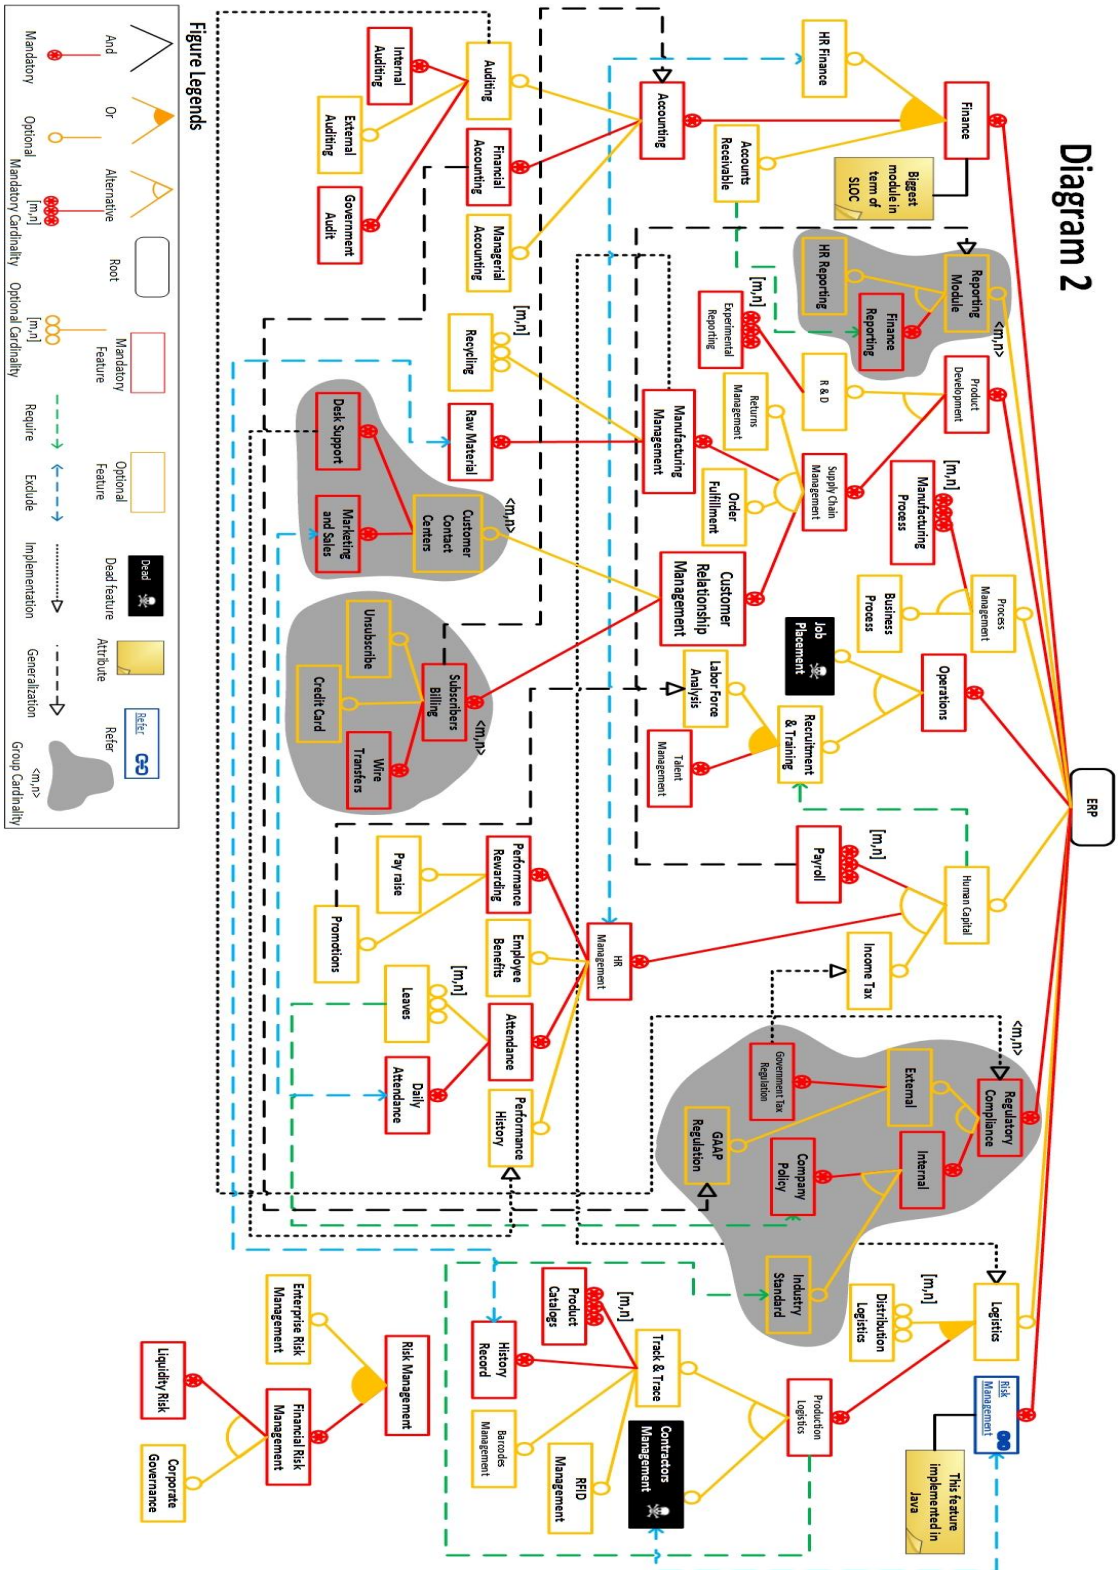 Diagram 2
ERP
Finance
Biggest
module in
term of
SLOC
HR Finance
Accounts
Receivable
Accounting
Auditing
Internal
Auditing
External
Auditing
Government
Audit
Financial
Accounting
Managerial
Accounting
Reporting
Module
<m,n>
HR Reporting
Finance
Reporting
Product
Development
R & D
[m,n]
Experimental
Reporting
Supply Chain
Management
Returns
Management
Order
Fulfillment
Manufacturing
Management
[m,n]
Recycling
Raw Material
Customer
Relationship
Management
<m,n>
Customer
Contact
Centers
Desk Support
Marketing
and Sales
<m,n>
Subscribers
Billing
Unsubscribe
Credit Card
Wire
Transfers
Process
Management
[m,n]
Manufacturing
Process
Business
Process
Operations
Job
Placement
Recruitment
& Training
Labor Force
Analysis
Talent
Management
Human Capital
[m,n]
Payroll
Income Tax
HR
Management
Performance
Rewarding
Pay raise
Promotions
Employee
Benefits
Attendance
[m,n]
Leaves
Daily
Attendance
Performance
History
<m,n>
Regulatory
Compliance
External
Internal
Government Tax
Regulation
GAAP
Regulation
Company
Policy
Industry
Standard
Logistics
[m,n]
Distribution
Logistics
Production
Logistics
Track & Trace
Contractors
Management
[m,n]
Product
Catalogs
History
Record
Barcodes
Management
RFID
Management
Risk
Management
This feature
implemented in
Java
Risk Management
Enterprise Risk
Management
Financial Risk
Management
Liquidity Risk
Corporate
Governance
Figure Legends
And
Or
Alternative
Root
Mandatory
Feature
Optional
Feature
Dead
Dead feature
Attribute
Refer
Refer
Mandatory
Optional
[m,n]
Mandatory Cardinality
[m,n]
Optional Cardinality
Require
Exclude
Implementation
Generalization
<m,n>
Group Cardinality